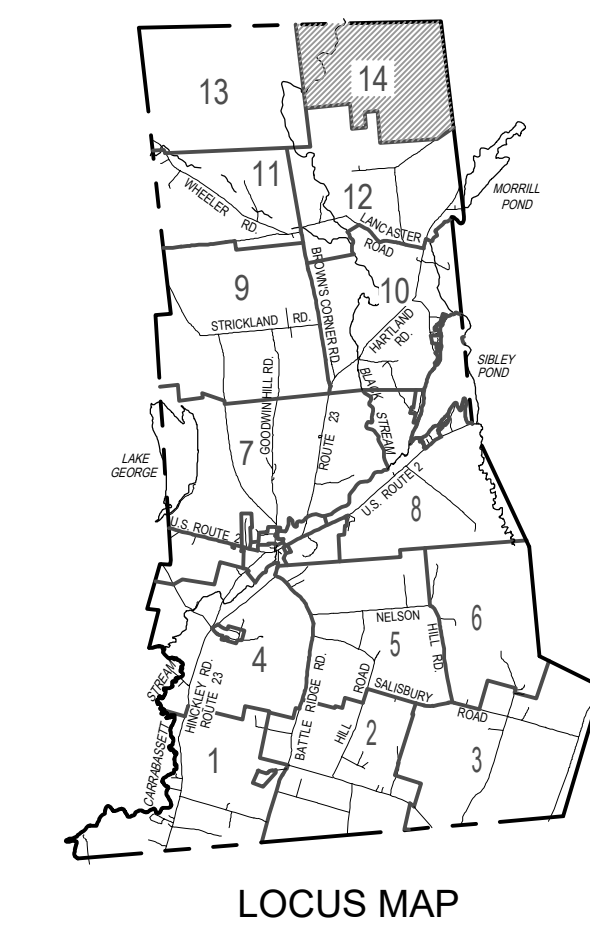 14
13
11
WHEELER RD.
12
MORRILL
POND
LANCASTER
ROAD
9
BROWN'S CORNER RD.
10
STRICKLAND RD.
HARTLAND
RD.
SIBLEY
POND
GOODWIN HILL RD.
BLACK STREAM
ROUTE 23
7
LAKE
GEORGE
U.S. ROUTE 2
8
U.S. ROUTE 2
NELSON HILL RD
6
5
4
BATTLE RIDGE RD.
HINCKLEY RD.
ROUTE 23
SALISBURY ROAD
HILL ROAD
CARRABASSETT STREAM
2
1
3
LOCUS MAP